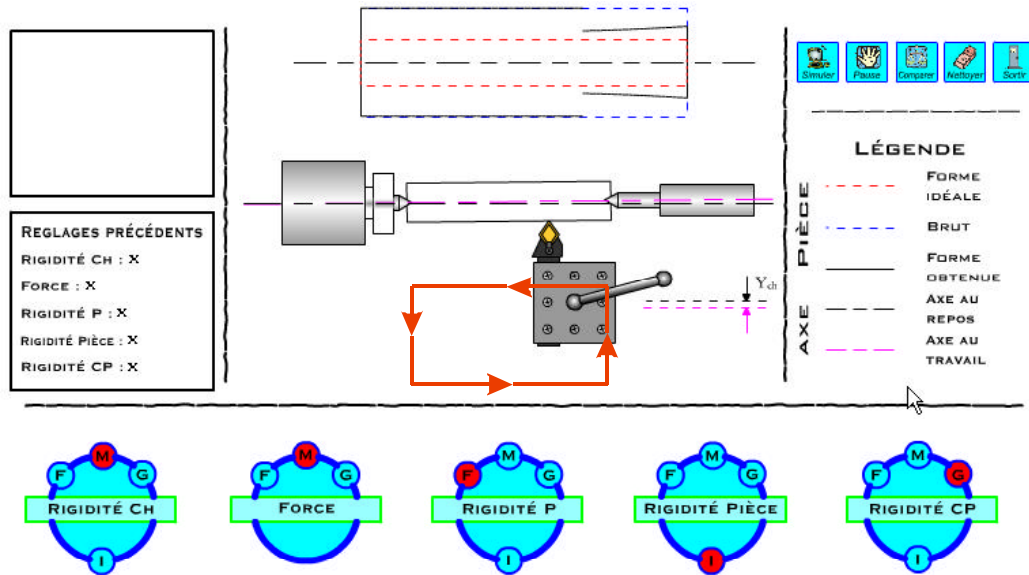 Simuler
Pause
Comparer
Nettoyer
Sortir
LÉGENDE
PIÈCE
FORME
IDÉALE
BRUT
FORME
OBTENUE
AXE
AXE AU
REPOS
AXE AU
TRAVAIL
REGLAGES PRÉCÉDENTS
RIGIDITÉ CH : X
FORCE : X
RIGIDITÉ P : X
RIGIDITÉ PIÈCE : X
RIGIDITÉ CP : X
Ych
F M G
RIGIDITÉ CH
I
F M G
FORCE
F M G
RIGIDITÉ P
I
F M G
RIGIDITÉ PIÈCE
I
F M G
RIGIDITÉ CP
I